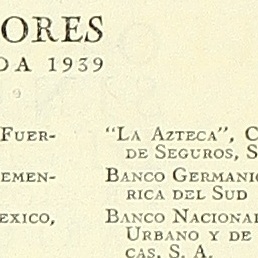 ORES
DA 1939
FUER-
EMEN-
EXICO,
"LA AZTECA", C
DE SEGUROS, S
BANCO GERMANIC
RICA DEL SUD
BANCO NACIONAL
URBANO Y DE
CAS, S. A.